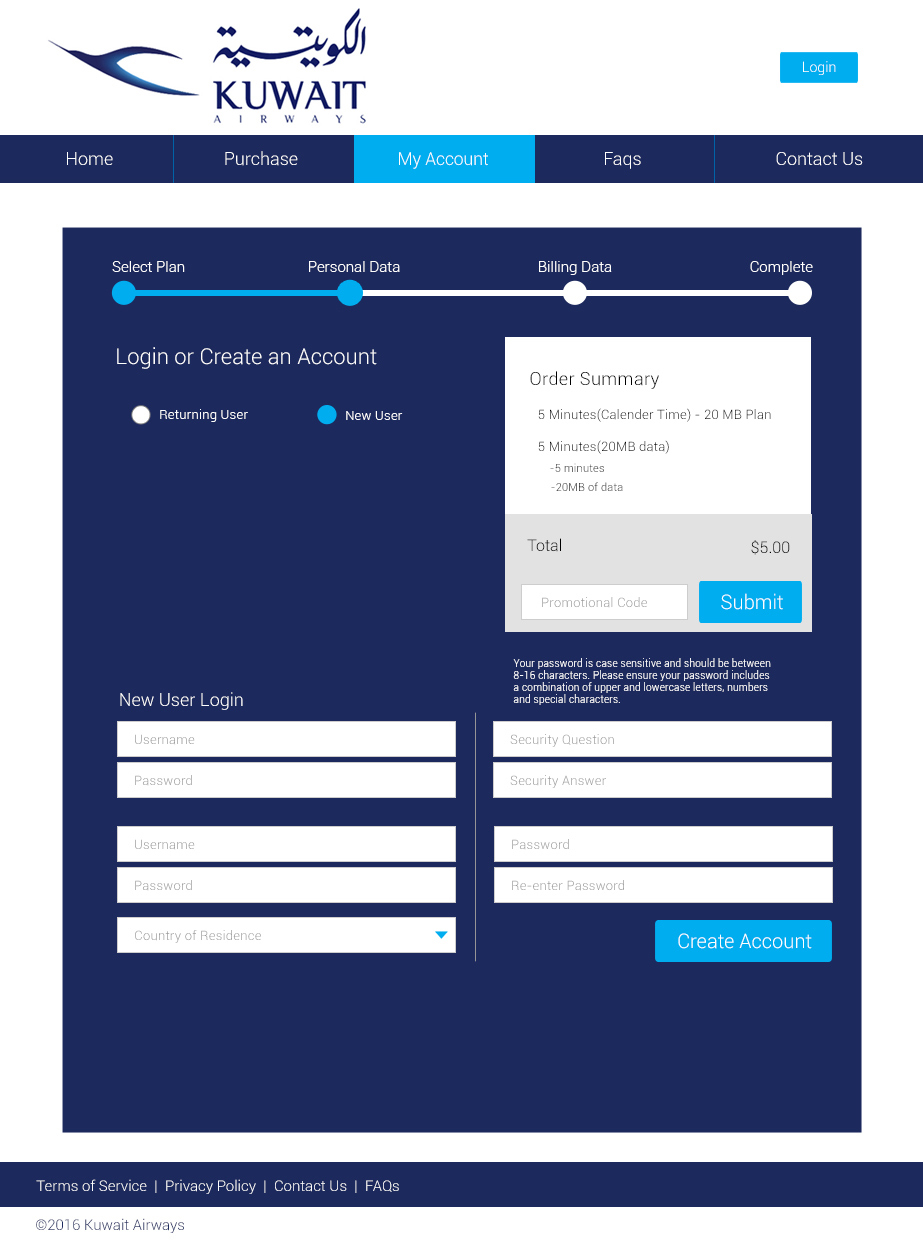 الكويتية
KUWAIT
AIRWAYS
Login
Home
Purchase
My Account
Faqs
Contact Us
Select Plan
Personal Data
Billing Data
Complete
Login or Create an Account
Returning User
New User
Order Summary
5 Minutes(Calender Time) - 20 MB Plan
5 Minutes(20MB data)
-5 minutes
-20MB of data
Total
$5.00
Promotional Code
Submit
Your password is case sensitive and should be between
8-16 characters. Please ensure your password includes
a combination of upper and lowercase letters, numbers
and special characters.
New User Login
Username
Password
Security Question
Security Answer
Username
Password
Password
Re-enter Password
Country of Residence
Create Account
Terms of Service | Privacy Policy | Contact Us | FAQs
©2016 Kuwait Airways